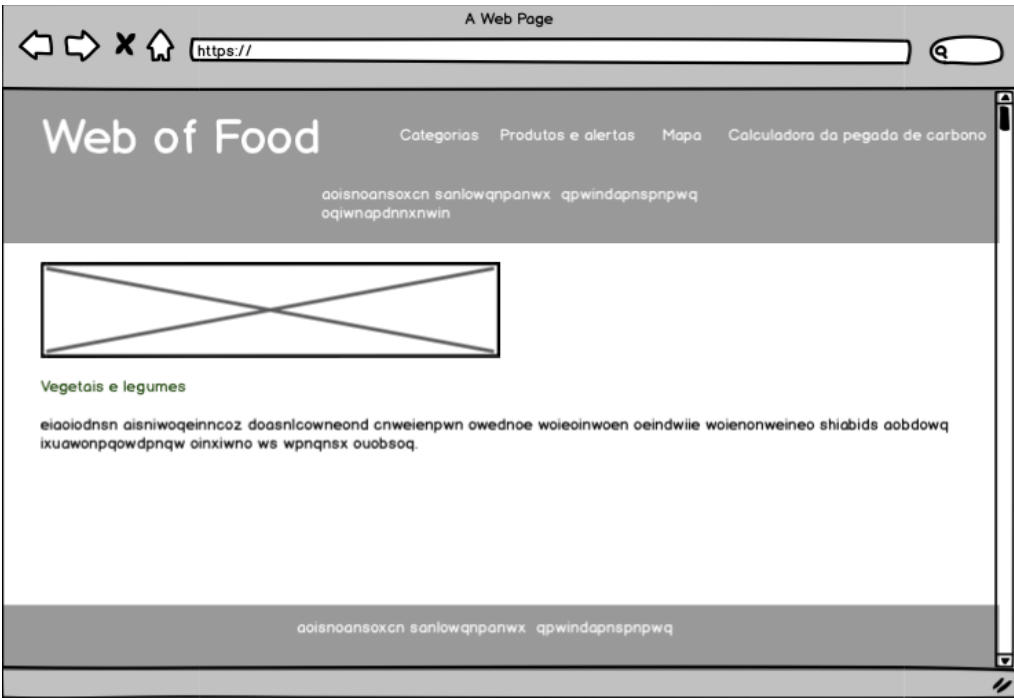 A Web Page
https://
Web of Food
Categorias Produtos e alertas Mapa Calculadora da pegada de carbono
aoisnoansoxcn sanlowqnpanwx qpwindapnspnpwq
oqiwnapdnnxnwin
Vegetais e legumes
eiaoiodnsn aisniwoqeinncoz doasnlcowneond cnweienpwn owednoe woieoinwoen oeindwiie woienonweineo shiabids aobdowq
ixuawonpqowdpnqw oinxiwno ws wpnqnsx ouobsoq.
aoisnoansoxcn sanlowqnpanwx qpwindapnspnpwq